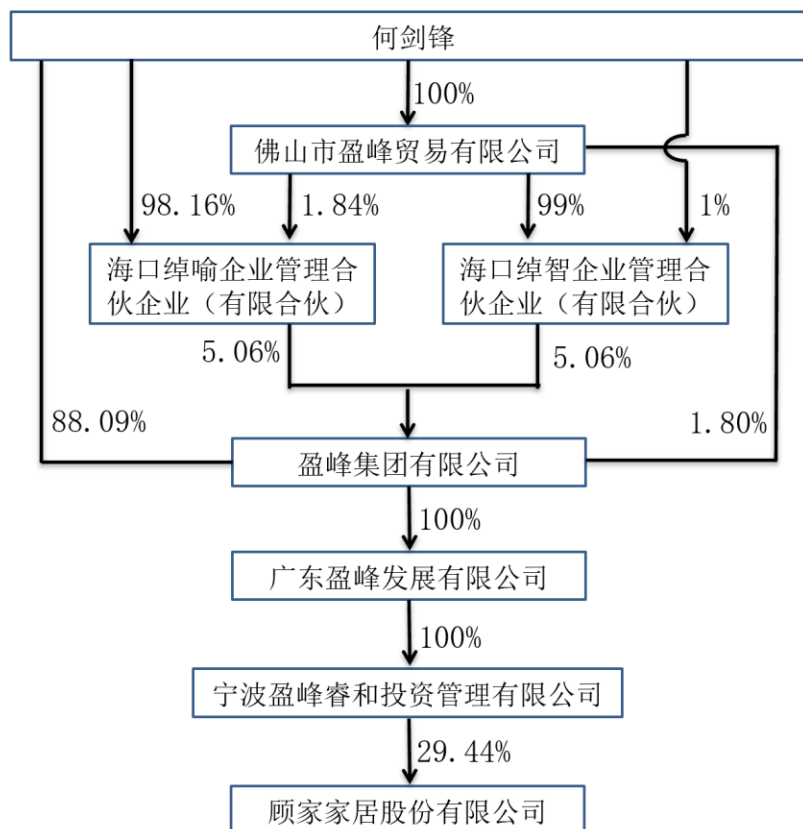 何剑锋
100%
佛山市盈峰贸易有限公司
98.16%
1.84%
99%
1%
海口绰喻企业管理合
伙企业（有限合伙）
海口绰智企业管理合
伙企业（有限合伙）
5.06%
5.06%
88.09%
1.80%
盈峰集团有限公司
100%
广东盈峰发展有限公司
100%
宁波盈峰睿和投资管理有限公司
29.44%
顾家家居股份有限公司